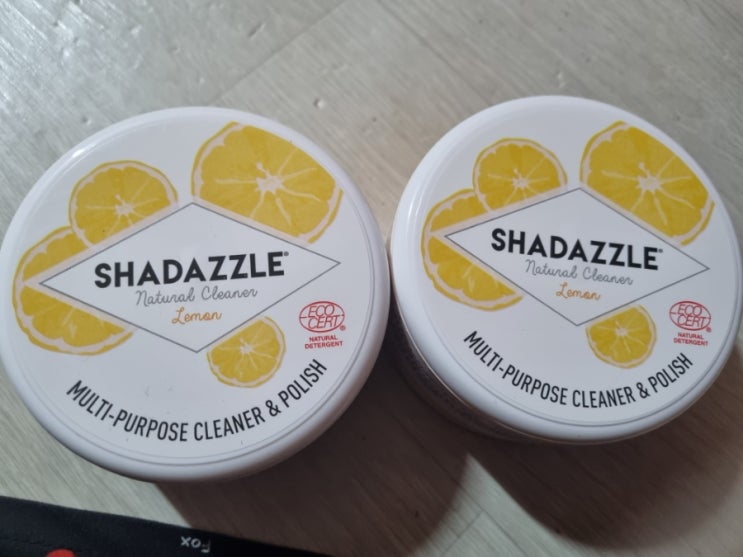 SHADAZZLE®
Natural Cleaner
Lemon
ECO
CERT®
NATURAL
DETERGENT
MULTI-PURPOSE CLEANER & POLISH
SHADAZZLE®
Natural Cleaner
Lemon
ECO
CERT®
NATURAL
DETERGENT
MULTI-PURPOSE CLEANER & POLISH
Fox